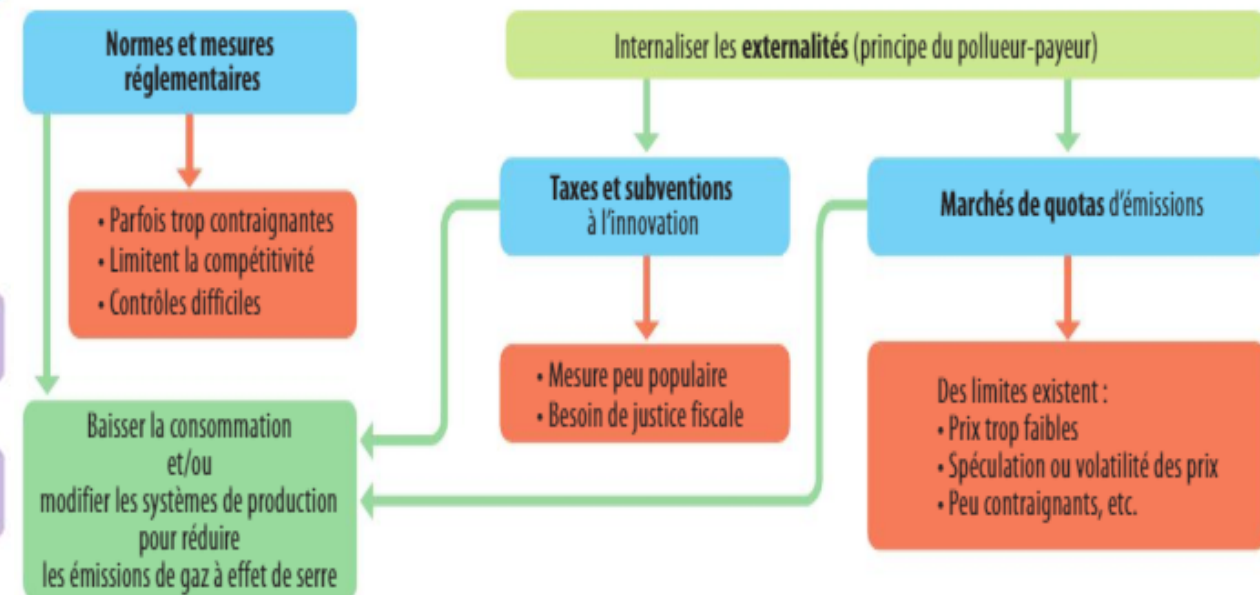 Normes et mesures
réglementaires
Internaliser les externalités (principe du pollueur-payeur)
• Parfois trop contraignantes
• Limitent la compétitivité
• Contrôles difficiles
Taxes et subventions
à l’innovation
Marchés de quotas d’émissions
• Mesure peu populaire
• Besoin de justice fiscale
Des limites existent :
• Prix trop faibles
• Spéculation ou volatilité des prix
• Peu contraignants, etc.
Baisser la consommation
et/ou
modifier les systèmes de production
pour réduire
les émissions de gaz à effet de serre